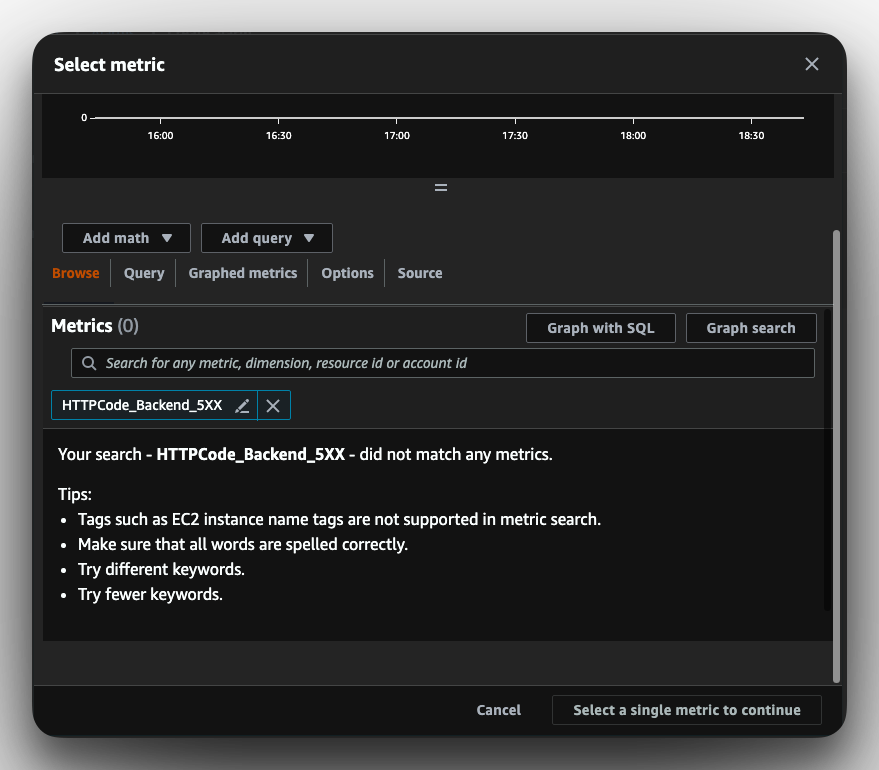 Select metric
0
16:00 16:30 17:00 17:30 18:00 18:30
Add math Add query
Browse Query Graphed metrics Options Source
Metrics (0) Graph with SQL Graph search
Search for any metric, dimension, resource id or account id
HTTPCode_Backend_5XX
Your search - HTTPCode_Backend_5XX - did not match any metrics.
Tips:
• Tags such as EC2 instance name tags are not supported in metric search.
• Make sure that all words are spelled correctly.
• Try different keywords.
• Try fewer keywords.
Cancel Select a single metric to continue